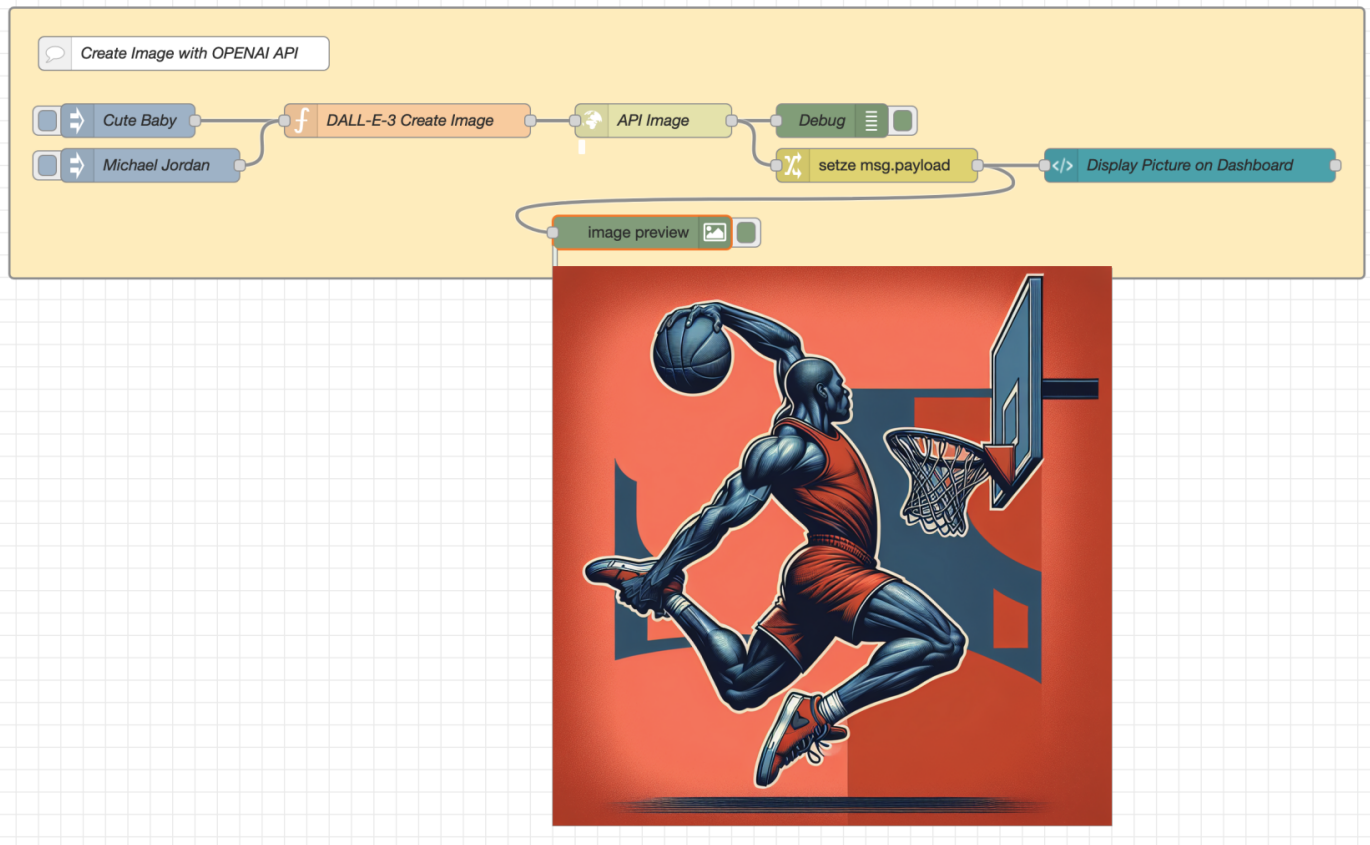 Create Image with OPENAI API
Cute Baby
DALL-E-3 Create Image
API Image
Debug
Michael Jordan
setze msg.payload
</>
Display Picture on Dashboard
image preview